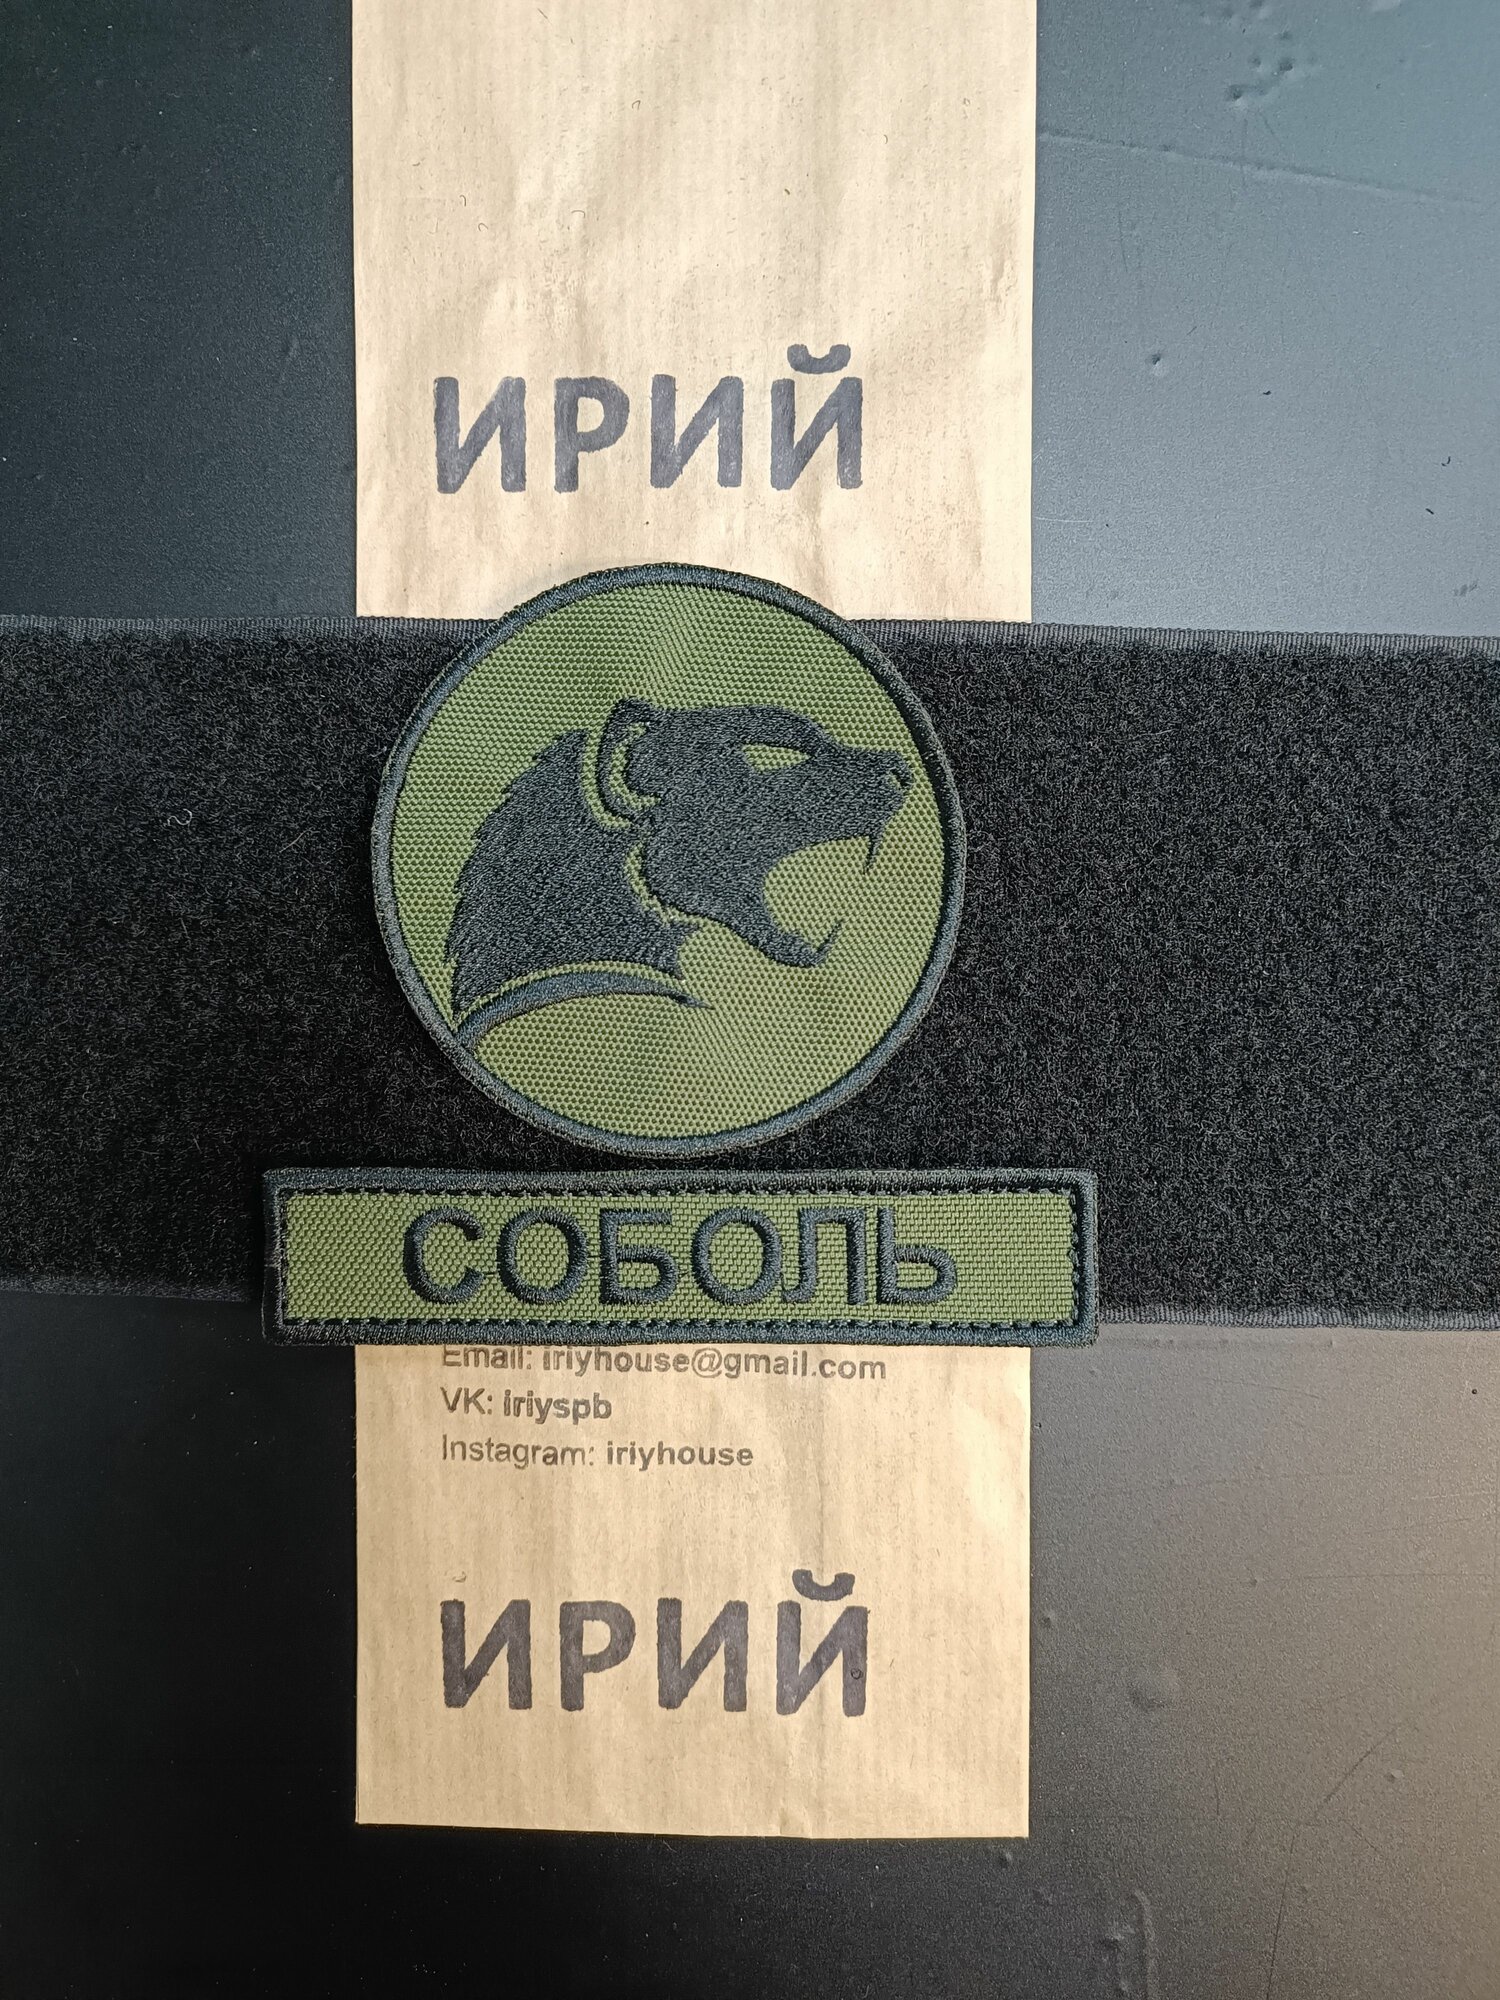 ИРИЙ
СОБОЛЬ
Email: iriyhouse@gmail.com
VK: iriyspb
Instagram: iriyhouse
ИРИЙ